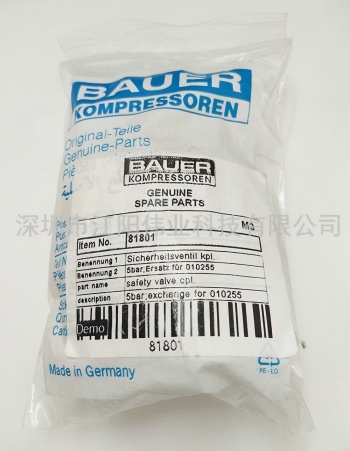 BAUER
KOMPRESSOREN
Original-Teile
Genuine-Parts
BAUER
KOMPRESSOREN
GENUINE
SPARE PARTS
深圳市江阳伟业科技有限公司
M3
Item No. 81801
Benennung 1 Sicherheitsventil kpl.
Benennung 2 5bar;Ersatz für 010255
part name safety valve cpl.
description 5bar;exchange for 010255
Demo
81801
Made in Germany
PE-LD